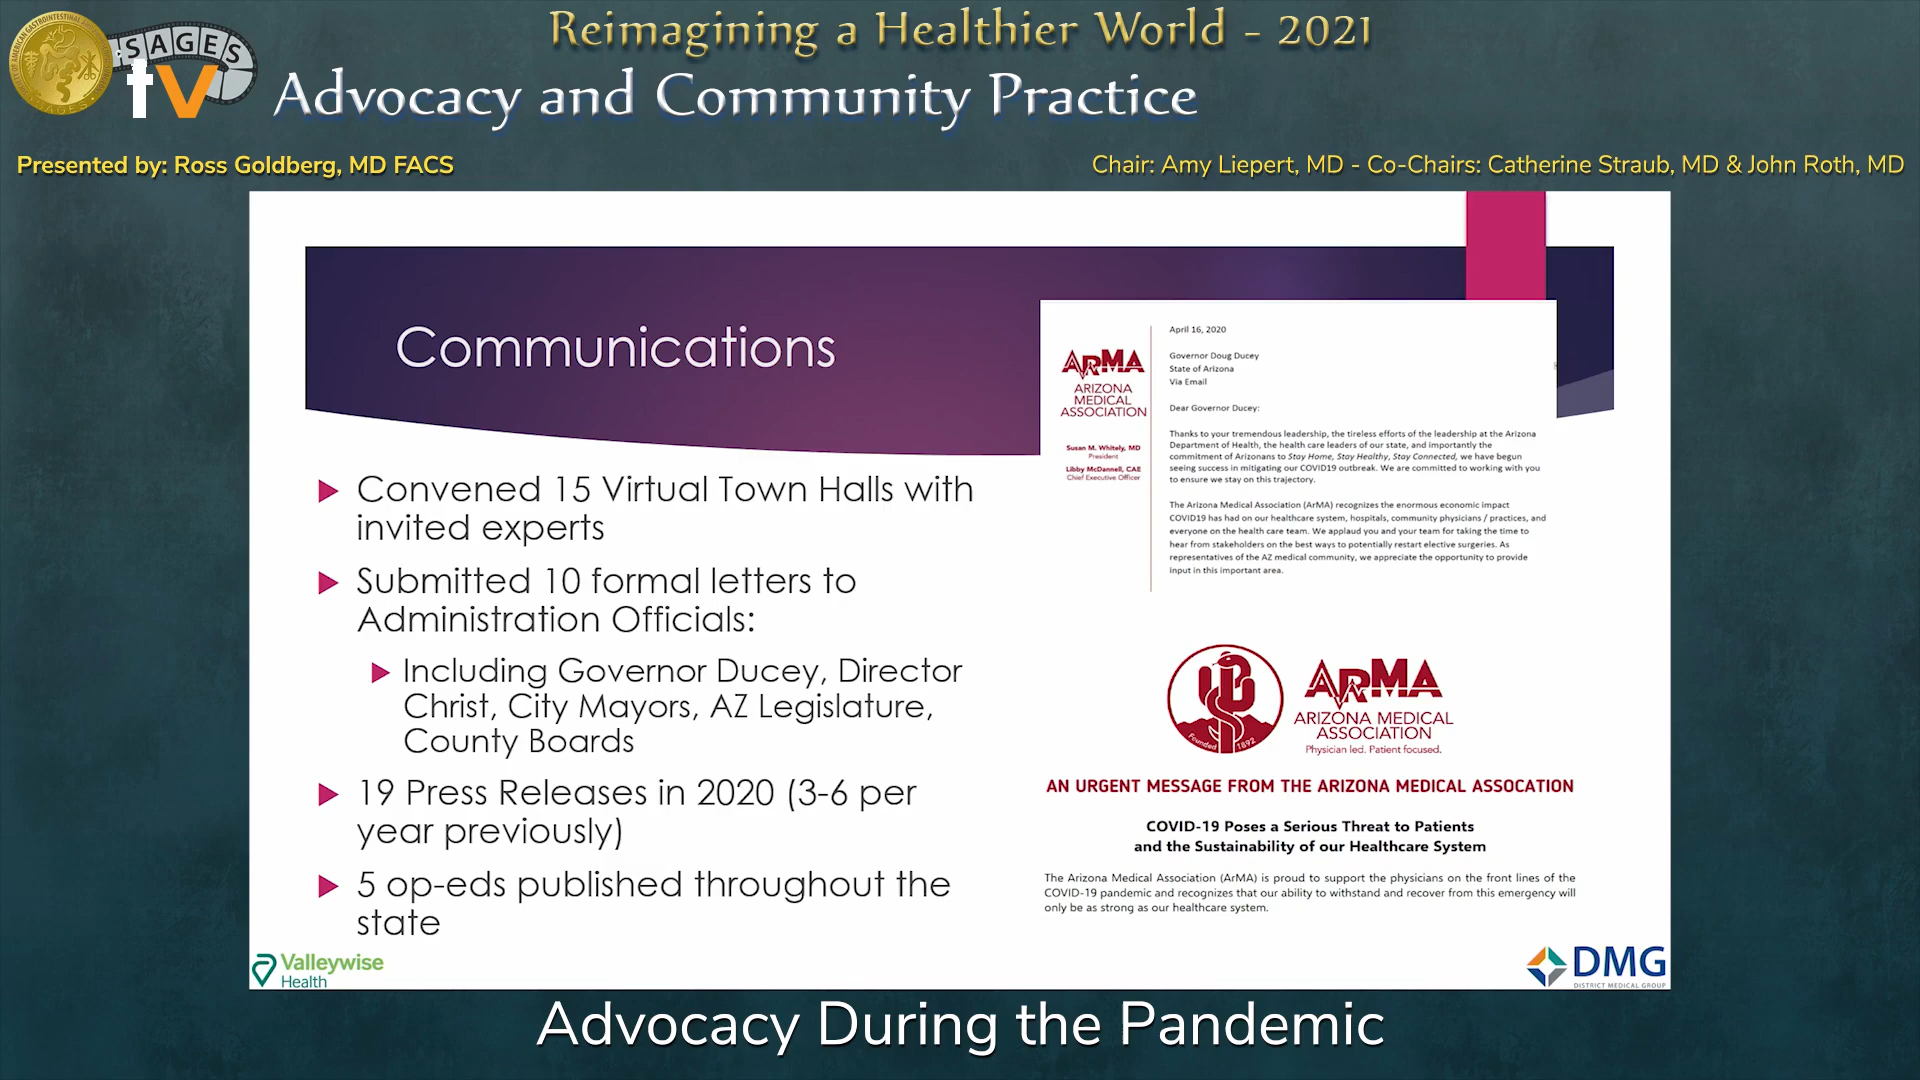 Reimagining a Healthier World - 2021
SAGES
tv
Advocacy and Community Practice
Presented by: Ross Goldberg, MD FACS
Chair: Amy Liepert, MD - Co-Chairs: Catherine Straub, MD & John Roth, MD
Communications
Convened 15 Virtual Town Halls with
invited experts
Submitted 10 formal letters to
Administration Officials:
Including Governor Ducey, Director
Christ, City Mayors, AZ Legislature,
County Boards
19 Press Releases in 2020 (3-6 per
year previously)
5 op-eds published throughout the
state
ARMA
ARIZONA
MEDICAL
ASSOCIATION
Susan M. Whitely, MD
President
Libby McDannell, CAE
Chief Executive Officer
April 16, 2020
Governor Doug Ducey
State of Arizona
Via Email
Dear Governor Ducey:
Thanks to your tremendous leadership, the tireless efforts of the leadership at the Arizona
Department of Health, the health care leaders of our state, and importantly the
commitment of Arizonans to Stay Home, Stay Healthy, Stay Connected, we have begun
seeing success in mitigating our COVID19 outbreak. We are committed to working with you
to ensure we stay on this trajectory.
The Arizona Medical Association (ArMA) recognizes the enormous economic impact
COVID19 has had on our healthcare system, hospitals, community physicians / practices, and
everyone on the health care team. We applaud you and your team for taking the time to
hear from stakeholders on the best ways to potentially restart elective surgeries. As
representatives of the AZ medical community, we appreciate the opportunity to provide
input in this important area.
Founded 1892
ARMA
ARIZONA MEDICAL
ASSOCIATION
Physician led. Patient focused.
AN URGENT MESSAGE FROM THE ARIZONA MEDICAL ASSOCATION
COVID-19 Poses a Serious Threat to Patients
and the Sustainability of our Healthcare System
The Arizona Medical Association (ArMA) is proud to support the physicians on the front lines of the
COVID-19 pandemic and recognizes that our ability to withstand and recover from this emergency will
only be as strong as our healthcare system.
Valleywise
Health
DMG
DISTRICT MEDICAL GROUP
Advocacy During the Pandemic